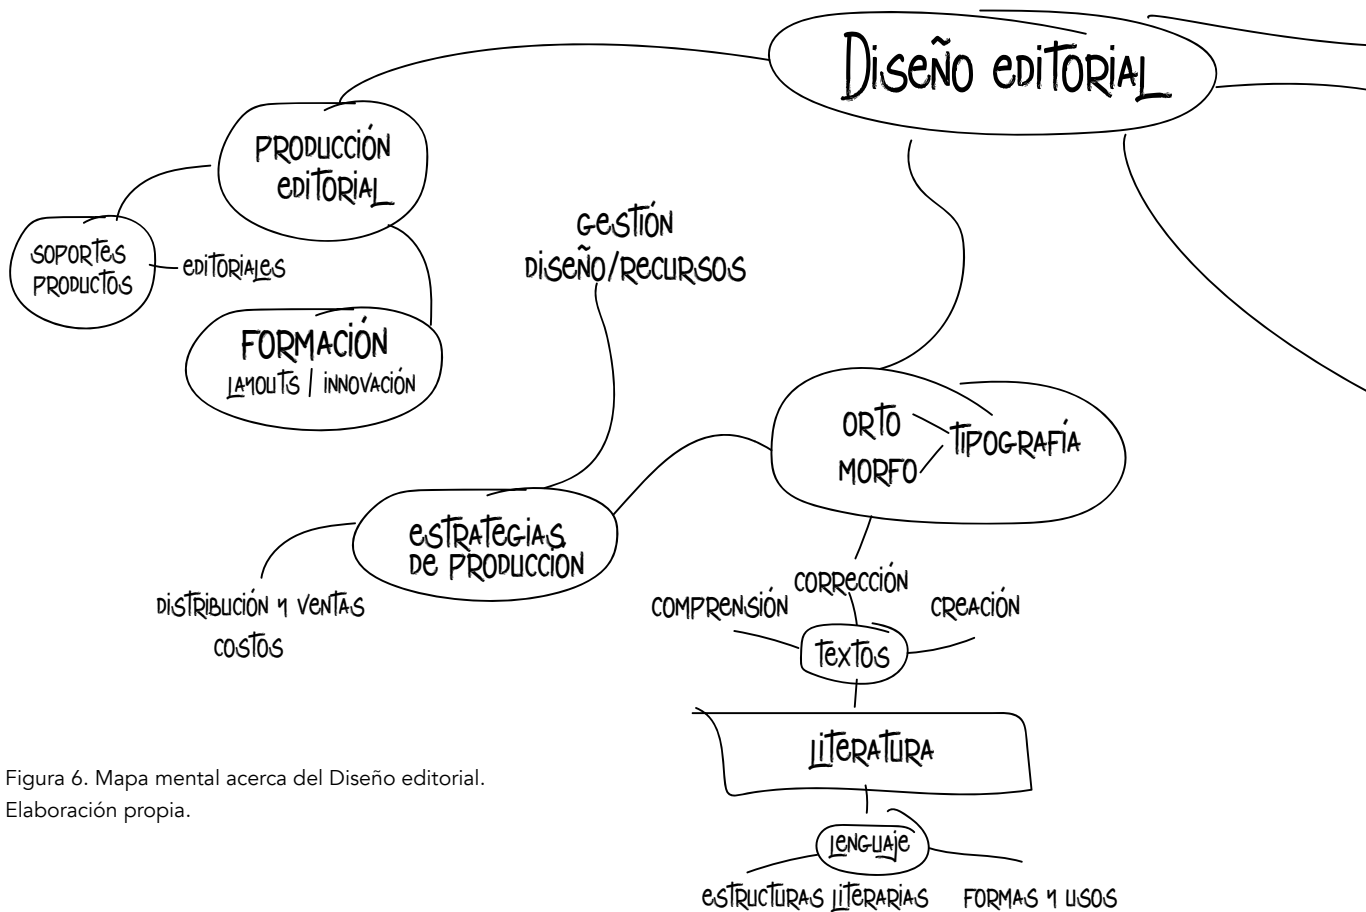 Diseño editorial
Producción
editorial
Soportes
Productos
editoriales
Gestión
Diseño/Recursos
Formación
Layouts / innovación
Orto
Morfo
Tipografía
Estrategias
de producción
Distribución y ventas
Costos
Corrección
Comprensión
Creación
Textos
Literatura
Figura 6. Mapa mental acerca del Diseño editorial.
Elaboración propia.
Lenguaje
Estructuras literarias
Formas y usos